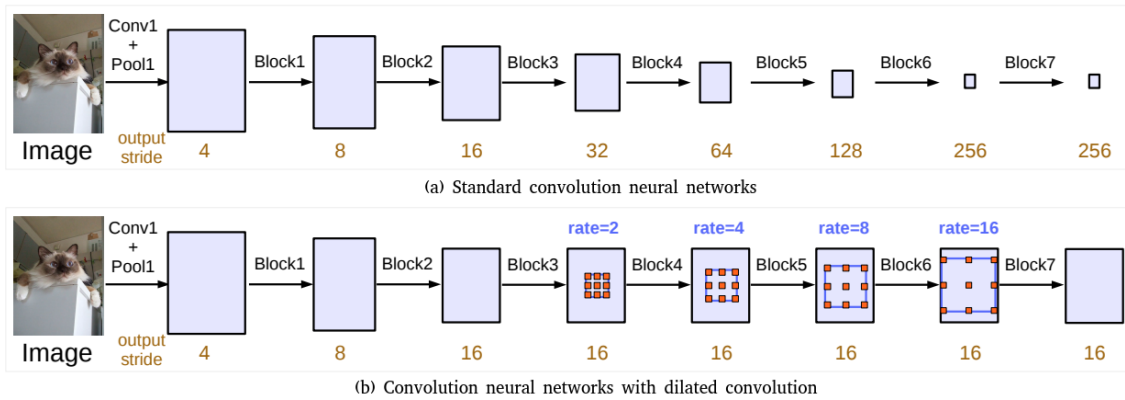 Conv1
+
Pool1
Block1
Block2
Block3
Block4
Block5
Block6
Block7
Image
output
stride
4
8
16
32
64
128
256
256
(a) Standard convolution neural networks
rate=2
rate=4
rate=8
rate=16
Conv1
+
Pool1
Block1
Block2
Block3
Block4
Block5
Block6
Block7
Image
output
stride
4
8
16
16
16
16
16
16
(b) Convolution neural networks with dilated convolution